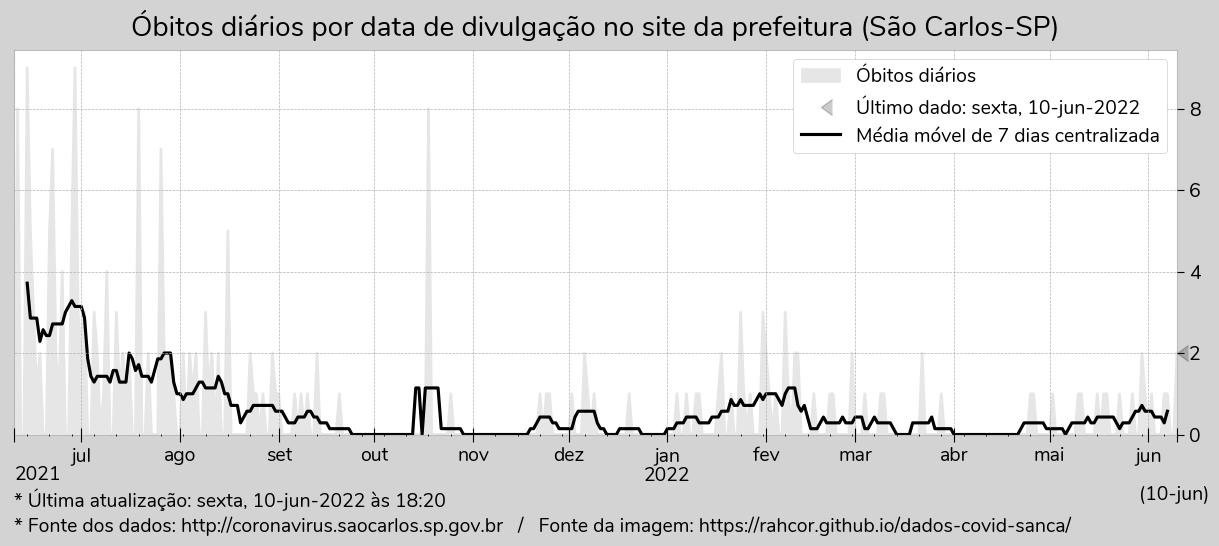 Óbitos diários por data de divulgação no site da prefeitura (São Carlos-SP)
Óbitos diários
Último dado: sexta, 10-jun-2022
Média móvel de 7 dias centralizada
8
6
4
2
0
jul ago set out nov dez jan fev mar abr mai jun
2021 2022
(10-jun)
* Última atualização: sexta, 10-jun-2022 às 18:20
* Fonte dos dados: http://coronavirus.saocarlos.sp.gov.br / Fonte da imagem: https://rahcor.github.io/dados-covid-sanca/